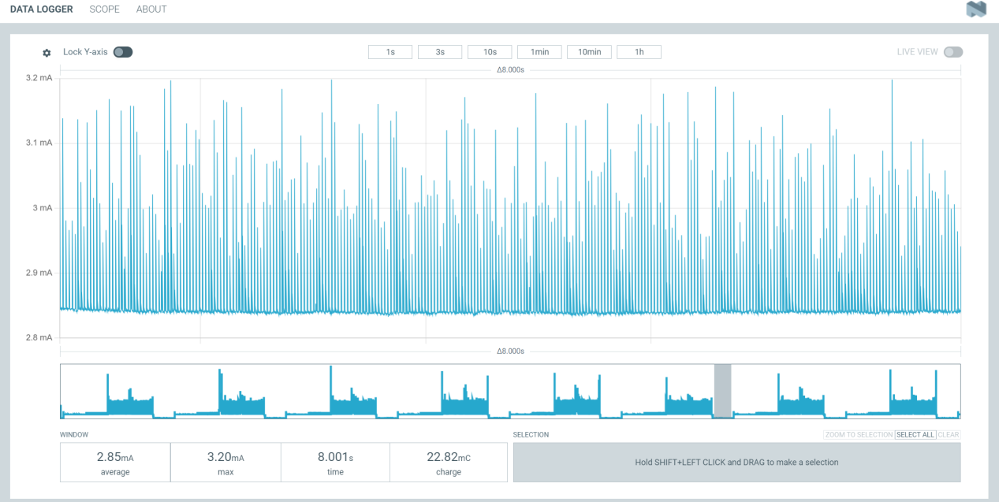 DATA LOGGER SCOPE ABOUT
Lock Y-axis 1s 3s 10s 1min 10min 1h LIVE VIEW
Δ8.000s
3.2 mA
3.1 mA
3 mA
2.9 mA
2.8 mA
Δ8.000s
WINDOW SELECTION ZOOM TO SELECTION SELECT ALL CLEAR
2.85mA 3.20mA 8.001s 22.82mC
average max time charge
Hold SHIFT+LEFT CLICK and DRAG to make a selection